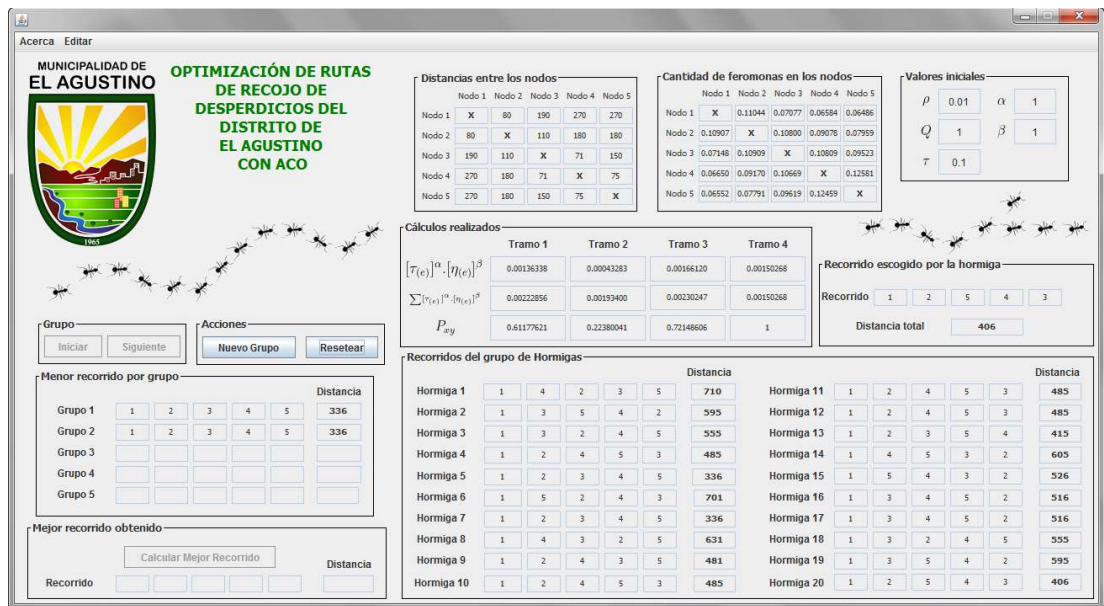 Acerca Editar
MUNICIPALIDAD DE
EL AGUSTINO
1965
OPTIMIZACIÓN DE RUTAS
DE RECOJO DE
DESPERDICIOS DEL
DISTRITO DE
EL AGUSTINO
CON ACO
Distancias entre los nodos
Nodo 1 Nodo 2 Nodo 3 Nodo 4 Nodo 5
Nodo 1 X 80 190 270 270
Nodo 2 80 X 110 180 180
Nodo 3 190 110 X 71 150
Nodo 4 270 180 71 X 75
Nodo 5 270 180 150 75 X
Cantidad de feromonas en los nodos
Nodo 1 Nodo 2 Nodo 3 Nodo 4 Nodo 5
Nodo 1 X 0.11044 0.07077 0.06584 0.06486
Nodo 2 0.10907 X 0.10800 0.09078 0.07959
Nodo 3 0.07148 0.10909 X 0.10809 0.09523
Nodo 4 0.06650 0.09170 0.10669 X 0.12581
Nodo 5 0.06552 0.07791 0.09619 0.12459 X
Valores iniciales
ρ 0.01 α 1
Q 1 β 1
τ 0.1
Cálculos realizados
Tramo 1 Tramo 2 Tramo 3 Tramo 4
[τ(e)]^α.[η(e)]^β 0.00136338 0.00043283 0.00166120 0.00150268
∑[τ(e)]^α.[η(e)]^β 0.00222856 0.00193400 0.00230247 0.00150268
Pxy 0.61177621 0.22380041 0.72148606 1
Recorrido escogido por la hormiga
Recorrido 1 2 5 4 3
Distancia total 406
Grupo
Iniciar Siguiente
Acciones
Nuevo Grupo Resetear
Menor recorrido por grupo
Distancia
Grupo 1 1 2 3 4 5 336
Grupo 2 1 2 3 4 5 336
Grupo 3
Grupo 4
Grupo 5
Mejor recorrido obtenido
Calcular Mejor Recorrido Distancia
Recorrido
Recorridos del grupo de Hormigas
Distancia Distancia
Hormiga 1 1 4 2 3 5 710 Hormiga 11 1 2 4 5 3 485
Hormiga 2 1 3 5 4 2 595 Hormiga 12 1 2 4 5 3 485
Hormiga 3 1 3 2 4 5 555 Hormiga 13 1 2 3 5 4 415
Hormiga 4 1 2 4 5 3 485 Hormiga 14 1 4 5 3 2 605
Hormiga 5 1 2 3 4 5 336 Hormiga 15 1 5 4 3 2 526
Hormiga 6 1 5 2 4 3 701 Hormiga 16 1 3 4 5 2 516
Hormiga 7 1 2 3 4 5 336 Hormiga 17 1 3 4 5 2 516
Hormiga 8 1 4 3 2 5 631 Hormiga 18 1 3 2 4 5 555
Hormiga 9 1 2 4 3 5 481 Hormiga 19 1 3 5 4 2 595
Hormiga 10 1 2 4 5 3 485 Hormiga 20 1 2 5 4 3 406